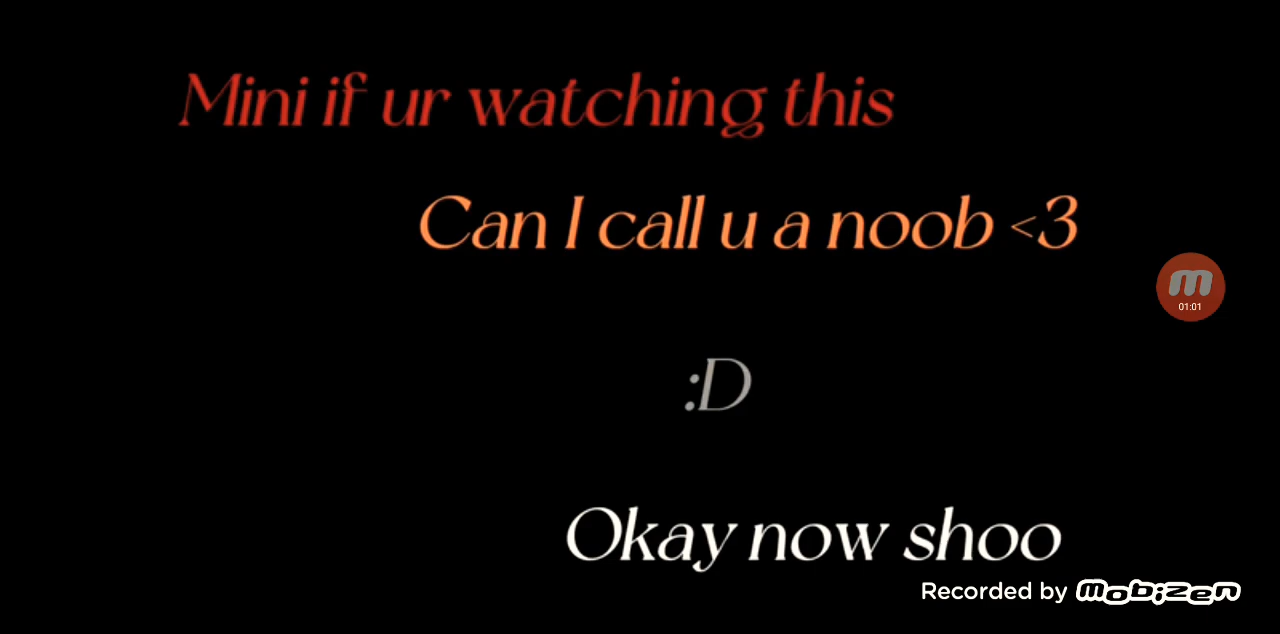 Mini if ur watching this
Can I call u a noob <3
m
01:01
:D
Okay now shoo
Recorded by mobizen